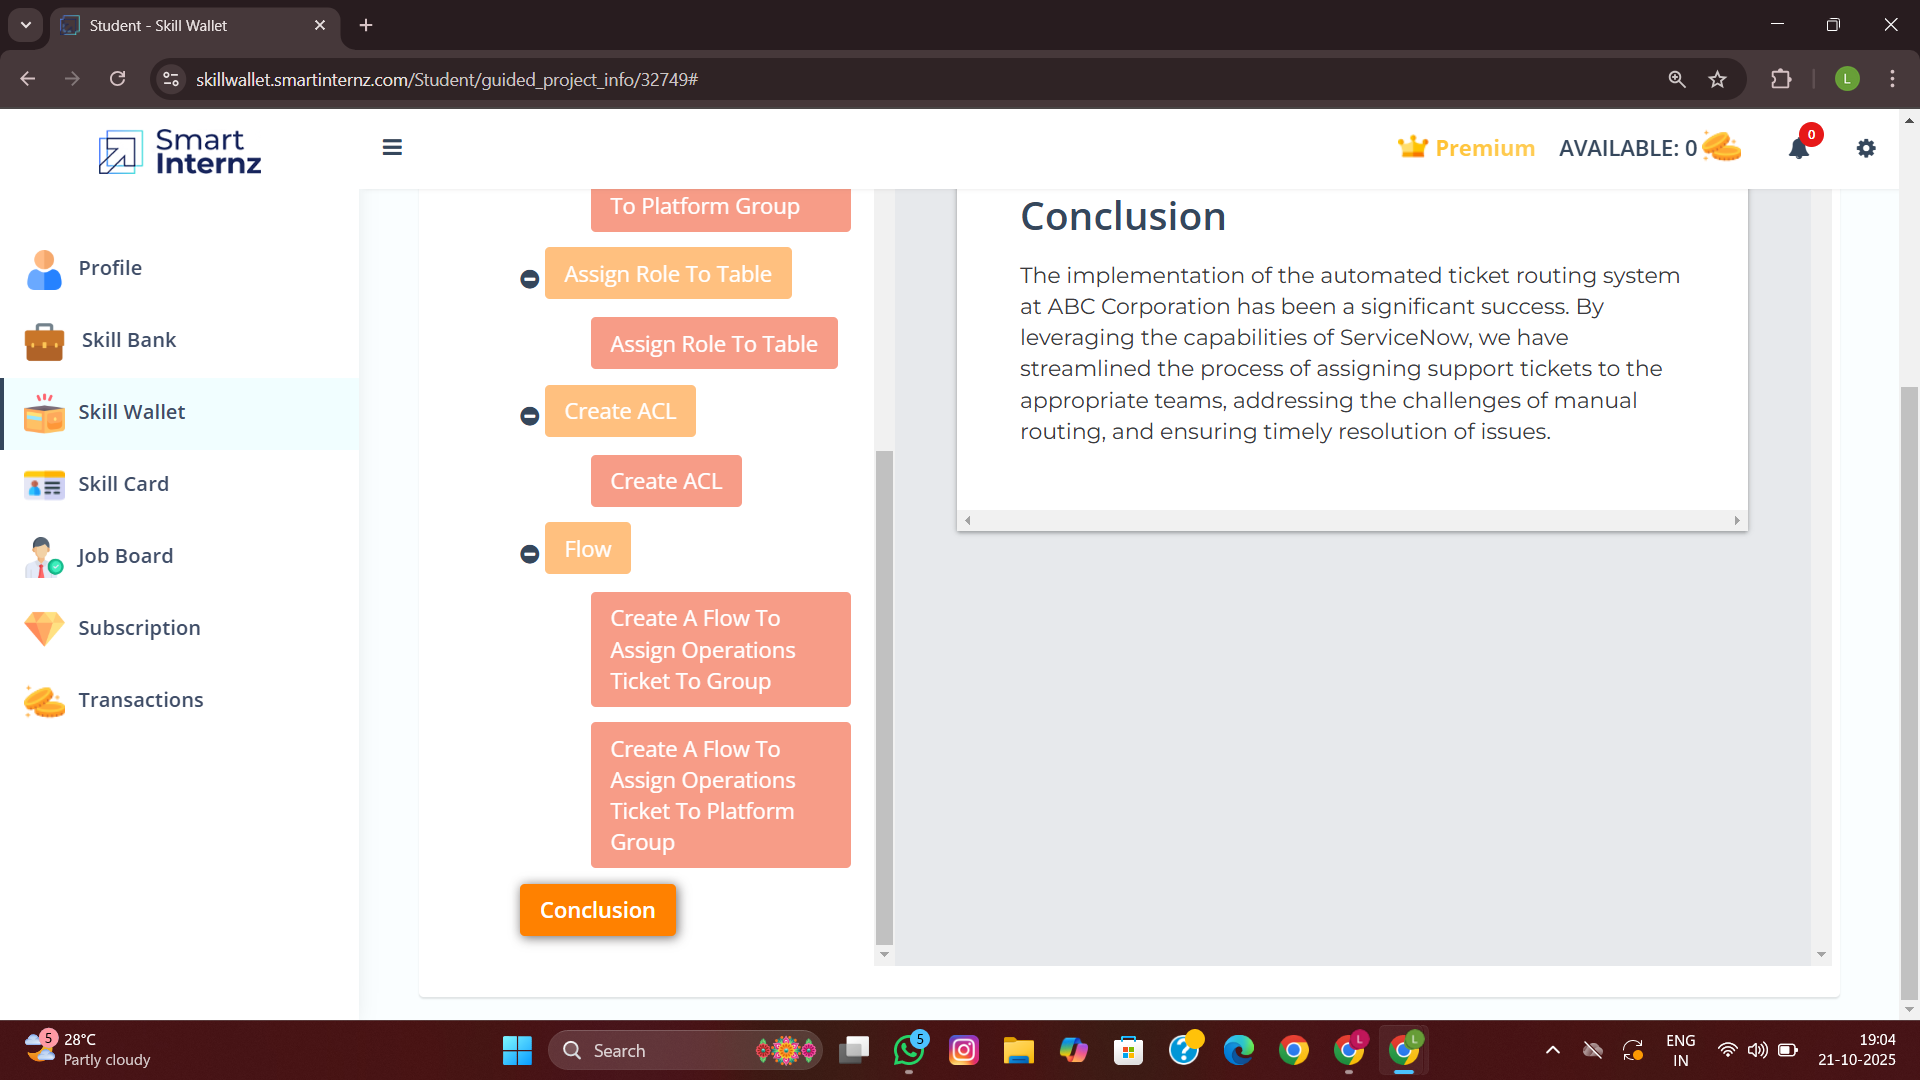 Student - Skill Wallet
skillwallet.smartinternz.com/Student/guided_project_info/32749#
L
Smart
Internz
Premium
AVAILABLE: 0
0
Profile
Skill Bank
Skill Wallet
Skill Card
Job Board
Subscription
Transactions
To Platform Group
Assign Role To Table
Assign Role To Table
Create ACL
Create ACL
Flow
Create A Flow To
Assign Operations
Ticket To Group
Create A Flow To
Assign Operations
Ticket To Platform
Group
Conclusion
Conclusion
The implementation of the automated ticket routing system
at ABC Corporation has been a significant success. By
leveraging the capabilities of ServiceNow, we have
streamlined the process of assigning support tickets to the
appropriate teams, addressing the challenges of manual
routing, and ensuring timely resolution of issues.
5
28°C
Partly cloudy
Search
5
L
L
ENG
IN
19:04
21-10-2025